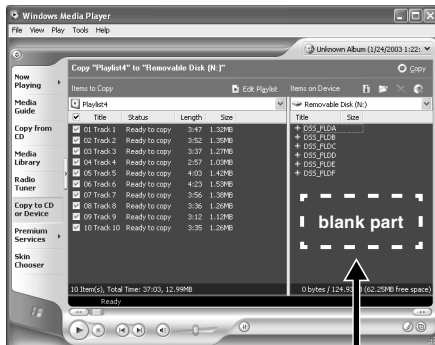 Windows Media Player
File View Play Tools Help
Unknown Album (1/24/2003 1:22:
Now Playing
Media Guide
Copy from CD
Media Library
Radio Tuner
Copy to CD or Device
Premium Services
Skin Chooser
Copy "Playlist4" to "Removable Disk (N:)"
Copy
Items to Copy
Edit Playlist
Items on Device
Playlist4
Removable Disk (N:)
Title Status Length Size
01 Track 1 Ready to copy 3:47 1.32MB
02 Track 2 Ready to copy 3:52 1.35MB
03 Track 3 Ready to copy 3:37 1.27MB
04 Track 4 Ready to copy 2:57 1.03MB
05 Track 5 Ready to copy 4:03 1.42MB
06 Track 6 Ready to copy 4:23 1.53MB
07 Track 7 Ready to copy 3:56 1.38MB
08 Track 8 Ready to copy 3:36 1.26MB
09 Track 9 Ready to copy 3:12 1.12MB
10 Track 10 Ready to copy 3:35 1.26MB
10 Item(s), Total Time: 37:03, 12.99MB
Title Size
DSS_FLDA
DSS_FLDB
DSS_FLDC
DSS_FLDD
DSS_FLDE
DSS_FLDF
blank part
0 bytes / 124.93 (62.25MB free space)
Ready